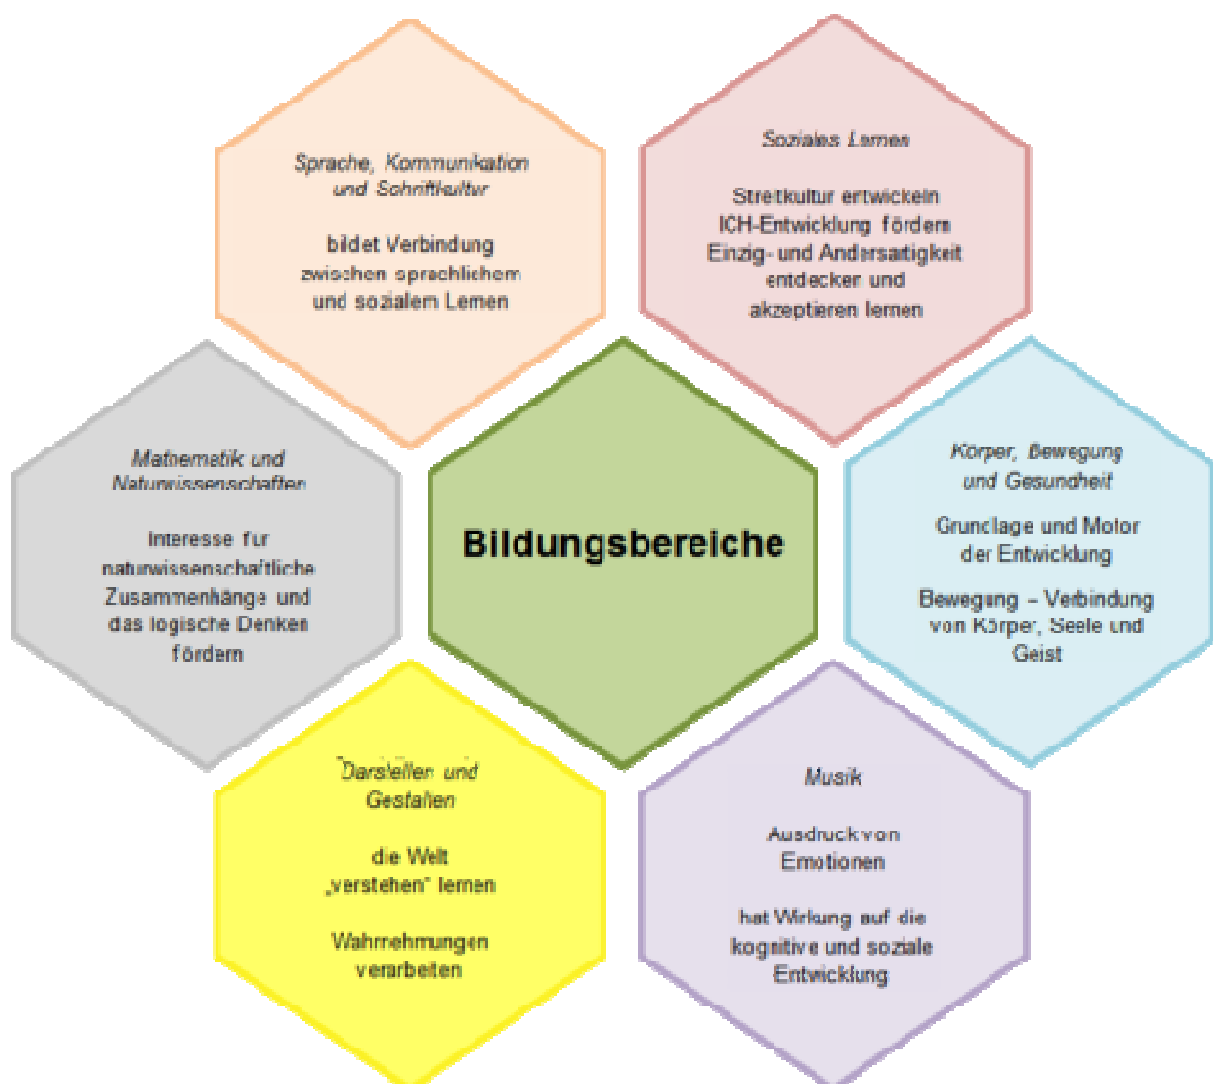 Sprache, Kommunikation
und Schriftkultur
bildet Verbindung
zwischen sprachlichem
und sozialem Lernen
Soziales Lernen
Streitkultur entwickeln
ICH-Entwicklung fördern
Einzig- und Andersartigkeit
entdecken und
akzeptieren lernen
Mathematik und
Naturwissenschaften
Interesse für
naturwissenschaftliche
Zusammenhänge und
das logische Denken
fördern
Bildungsbereiche
Körper, Bewegung
und Gesundheit
Grundlage und Motor
der Entwicklung
Bewegung – Verbindung
von Körper, Seele und
Geist
Darstellen und
Gestalten
die Welt
„verstehen“ lernen
Wahrnehmungen
verarbeiten
Musik
Ausdruck von
Emotionen
hat Wirkung auf die
kognitive und soziale
Entwicklung